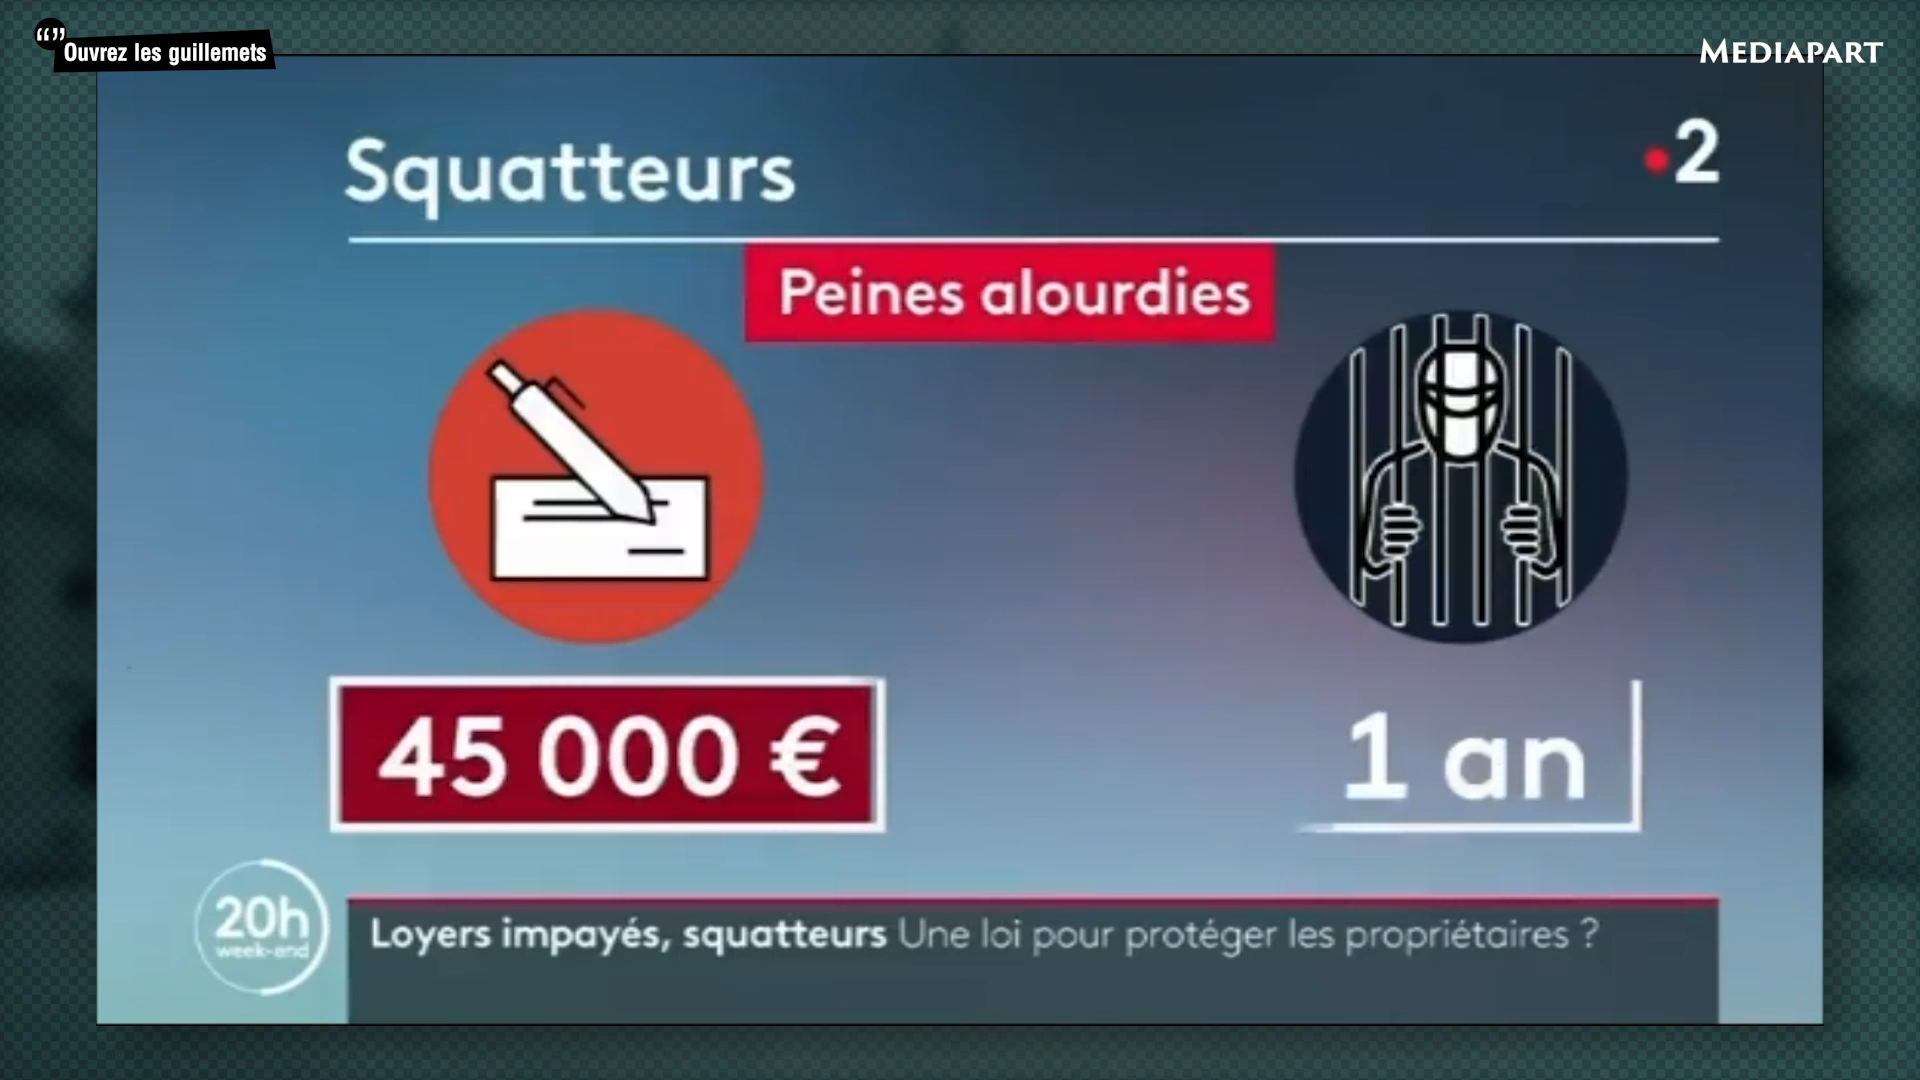 “”
Ouvrez les guillemets
MEDIAPART
Squatteurs
2
Peines alourdies
45 000 €
1 an
20h
week-end
Loyers impayés, squatteurs Une loi pour protéger les propriétaires ?